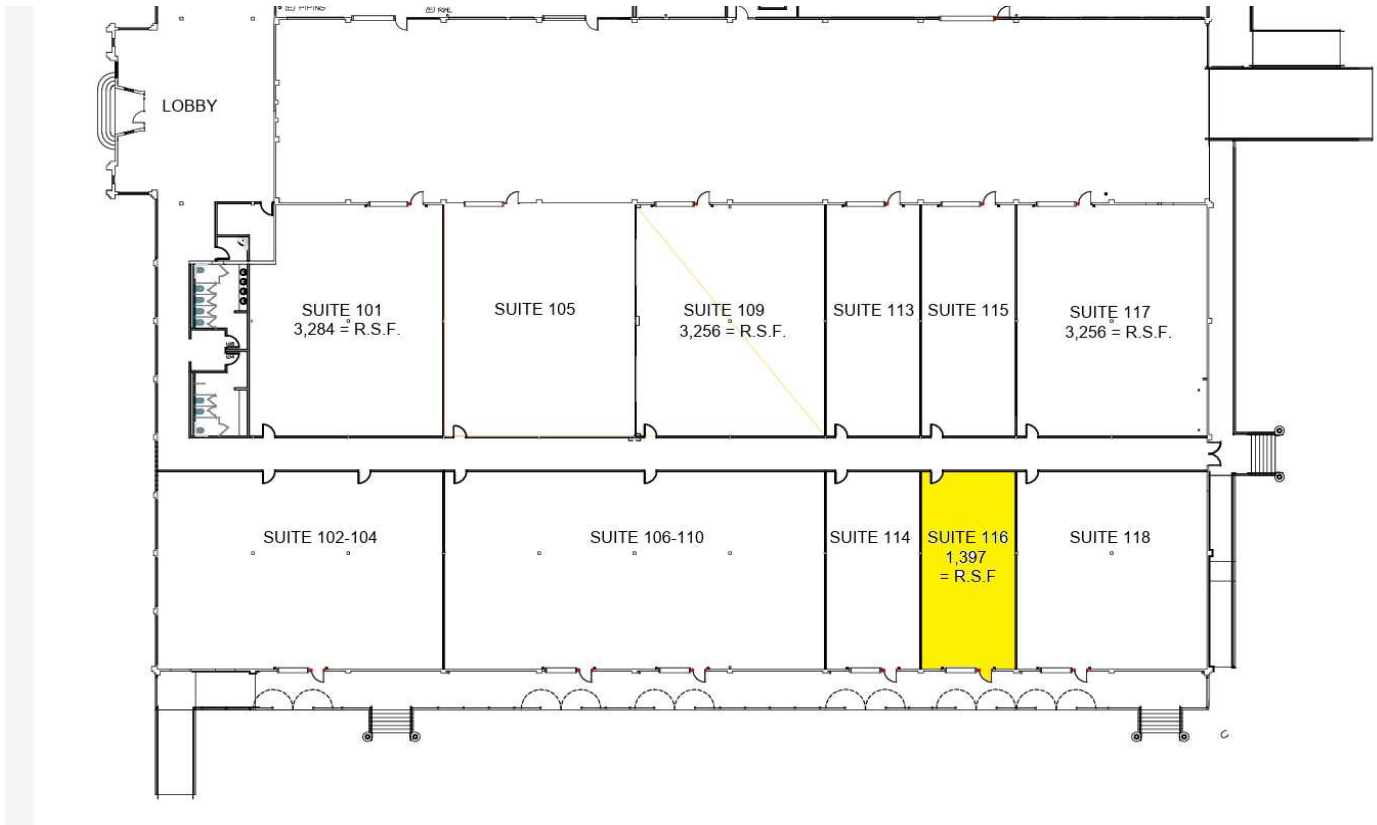 PIPING
LOBBY
SUITE 101
3,284 = R.S.F.
SUITE 105
SUITE 109
3,256 = R.S.F.
SUITE 113
SUITE 115
SUITE 117
3,256 = R.S.F.
SUITE 102-104
SUITE 106-110
SUITE 114
SUITE 116
1,397
= R.S.F
SUITE 118